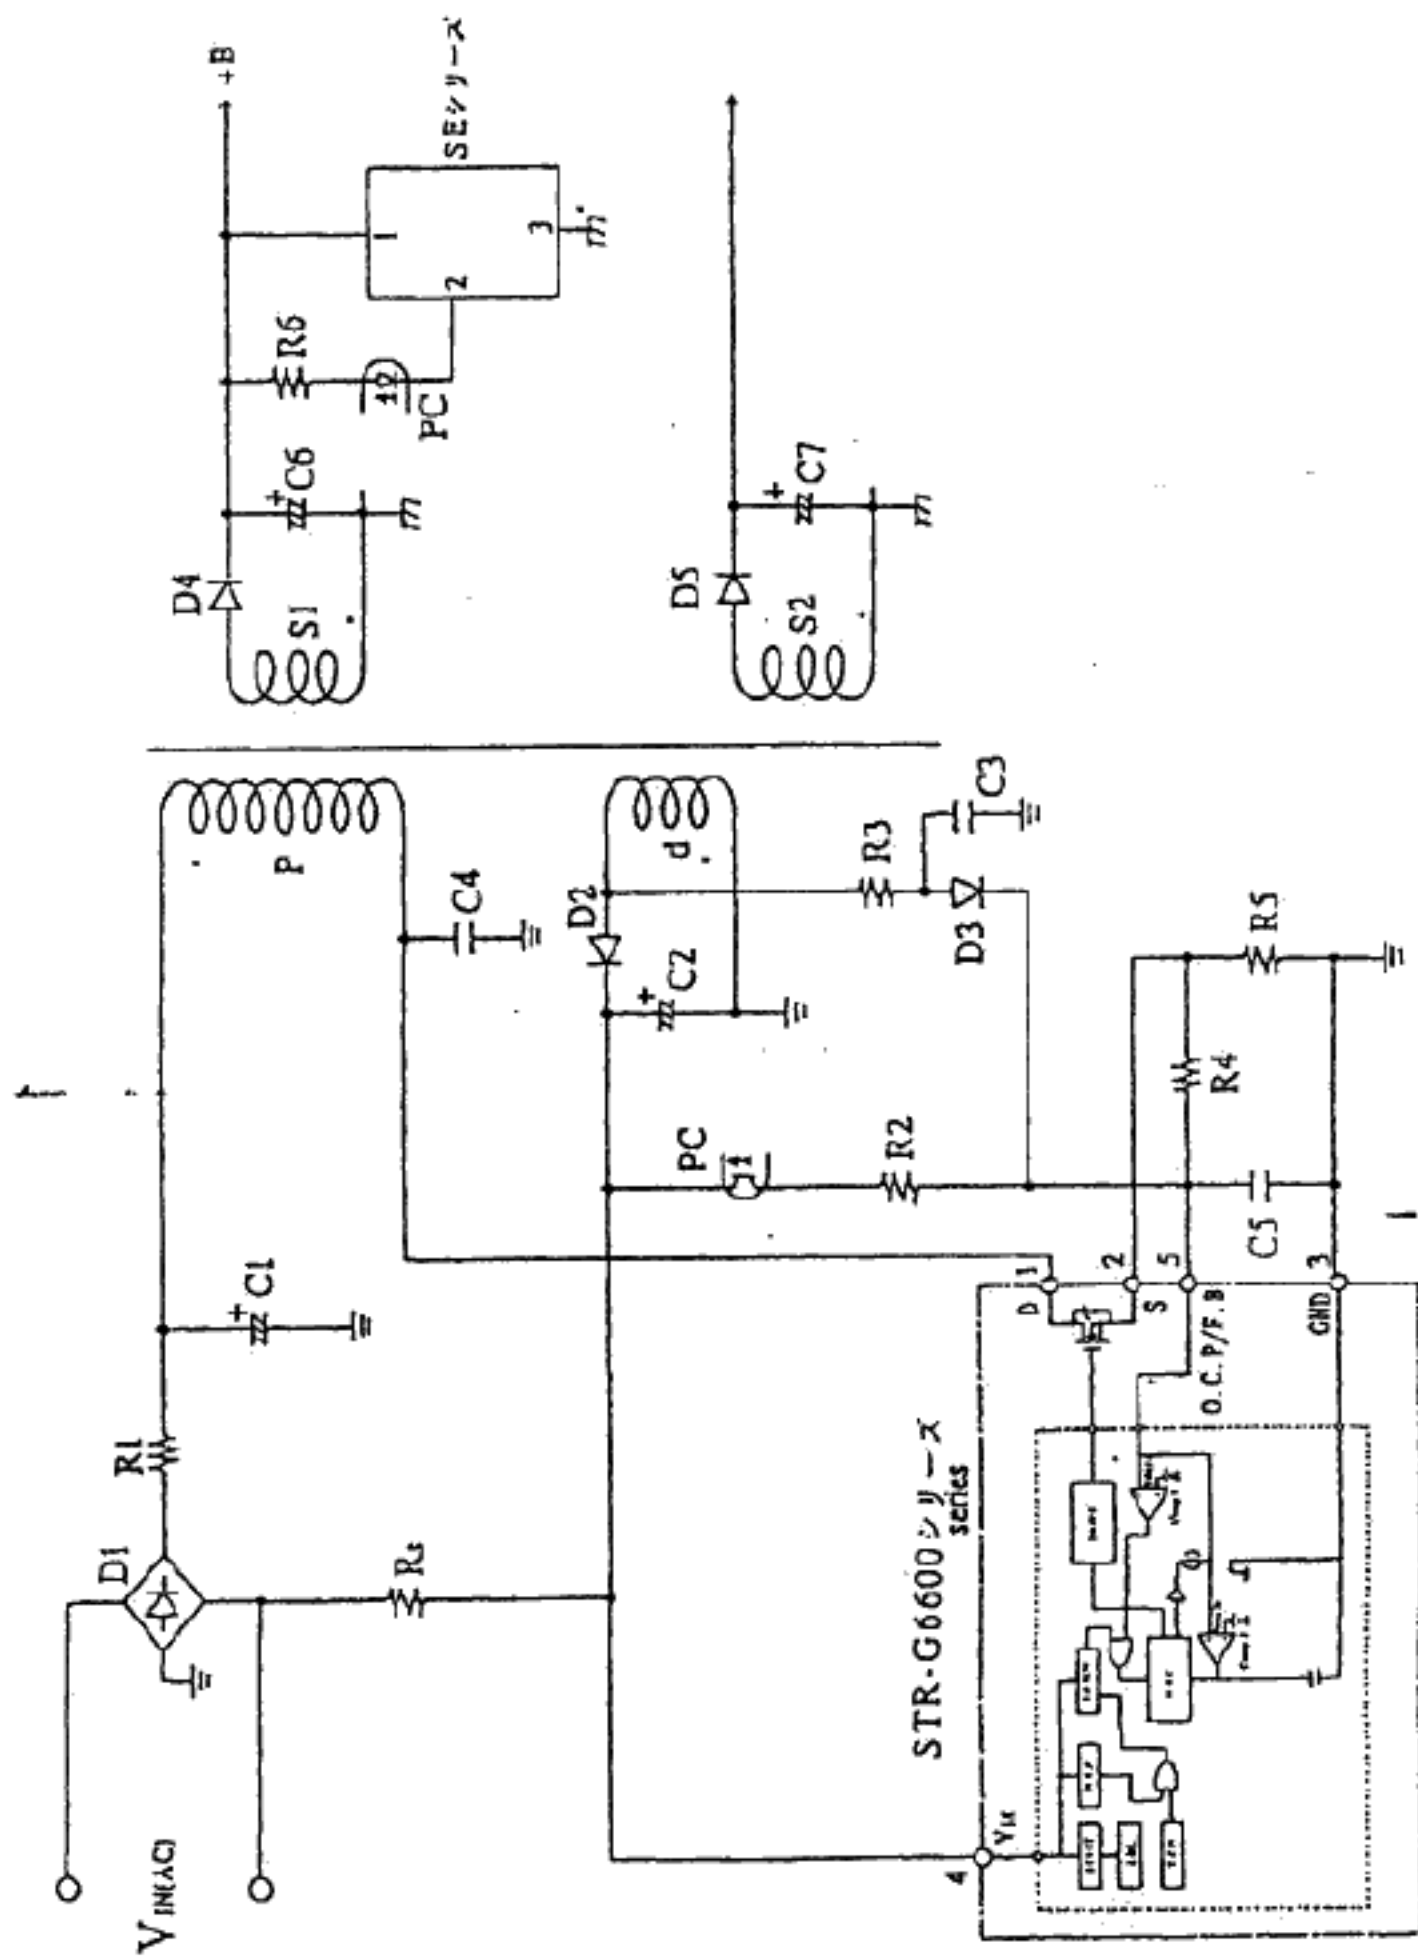 VIN(AC)
D1
R1
C1
P
C4
Rs
D2
C2
d
PC
R2
R3
C3
D3
R4
R5
C5
D4
S1
C6
R6
PC
+B
SEシリーズ
1
2
3
D5
S2
C7
STR-G6600シリーズ
series
4
VIN
D
1
S
2
O.C.P/F.B
5
GND
3